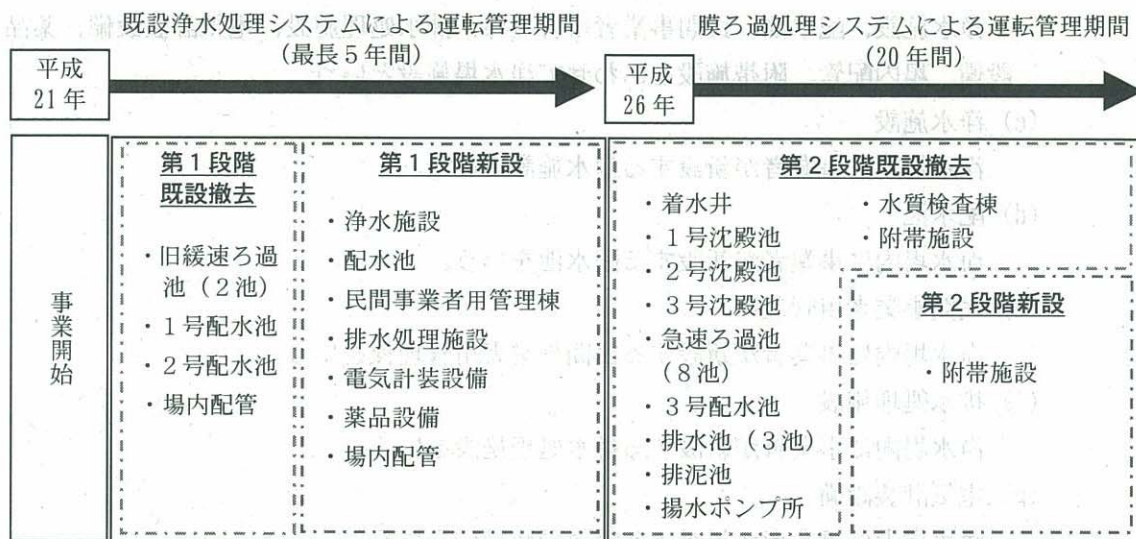 既設浄水処理システムによる運転管理期間
(最長5年間)
膜ろ過処理システムによる運転管理期間
(20年間)
平成
21年
平成
26年
事業開始
第1段階
既設撤去
・旧緩速ろ過
池(2池)
・1号配水池
・2号配水池
・場内配管
第1段階新設
・浄水施設
・配水池
・民間事業者用管理棟
・排水処理施設
・電気計装設備
・薬品設備
・場内配管
第2段階既設撤去
・着水井
・1号沈殿池
・2号沈殿池
・3号沈殿池
・急速ろ過池
(8池)
・3号配水池
・排水池(3池)
・排泥池
・揚水ポンプ所
・水質検査棟
・附帯施設
第2段階新設
・附帯施設